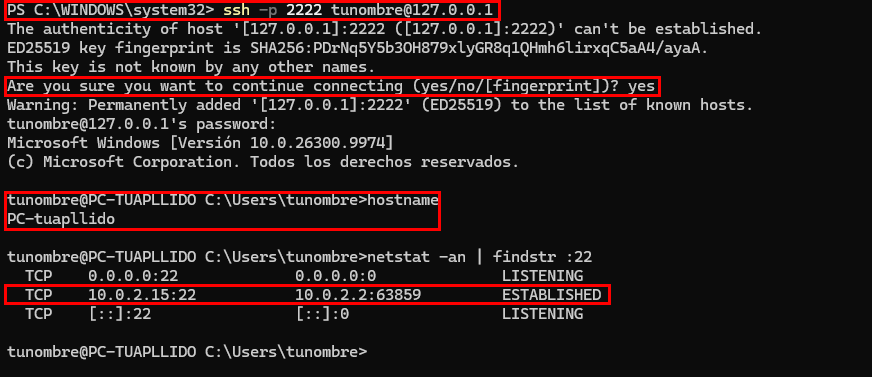 PS C:\WINDOWS\system32> ssh -p 2222 tunombre@127.0.0.1
The authenticity of host '[127.0.0.1]:2222 ([127.0.0.1]:2222)' can't be established.
ED25519 key fingerprint is SHA256:PDrNq5Y5b3OH879xlyGR8q1QHmh6lirxqC5aA4/ayaA.
This key is not known by any other names.
Are you sure you want to continue connecting (yes/no/[fingerprint])? yes
Warning: Permanently added '[127.0.0.1]:2222' (ED25519) to the list of known hosts.
tunombre@127.0.0.1's password:
Microsoft Windows [Versión 10.0.26300.9974]
(c) Microsoft Corporation. Todos los derechos reservados.
tunombre@PC-TUAPLLIDO C:\Users\tunombre>hostname
PC-tuapllido
tunombre@PC-TUAPLLIDO C:\Users\tunombre>netstat -an | findstr :22
TCP 0.0.0.0:22 0.0.0.0:0 LISTENING
TCP 10.0.2.15:22 10.0.2.2:63859 ESTABLISHED
TCP [::]:22 [::]:0 LISTENING
tunombre@PC-TUAPLLIDO C:\Users\tunombre>